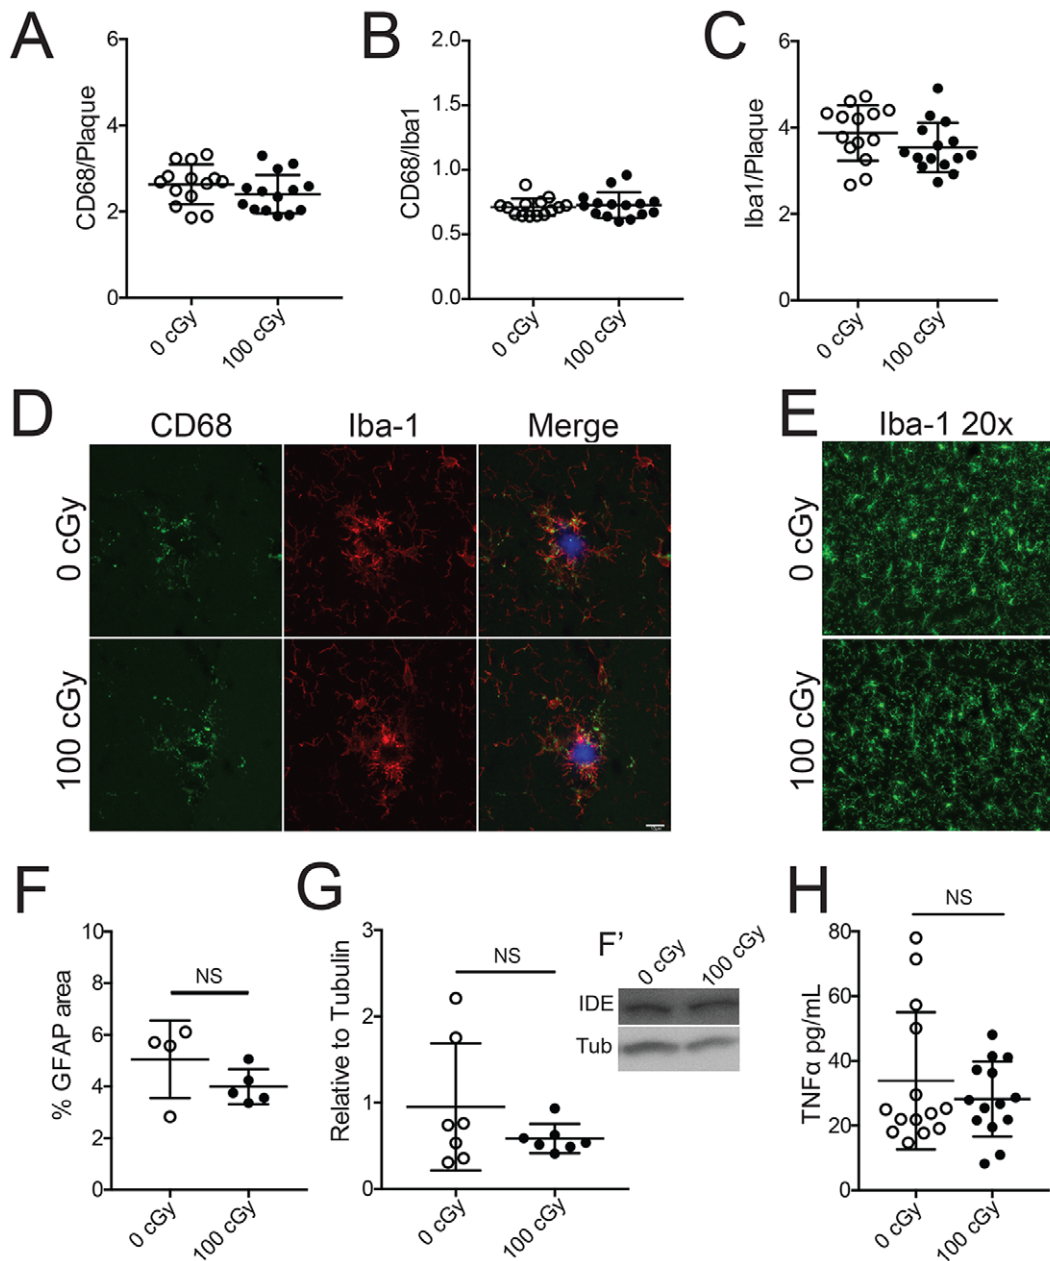 A
B
C
6
4
2
0
CD68/Plaque
0 cGy
100 cGy
2.0
1.5
1.0
0.5
0.0
CD68/Iba1
0 cGy
100 cGy
6
4
2
0
Iba1/Plaque
0 cGy
100 cGy
D
CD68
Iba-1
Merge
0 cGy
100 cGy
E
Iba-1 20x
0 cGy
100 cGy
F
10
8
6
4
2
0
% GFAP area
NS
0 cGy
100 cGy
G
3
2
1
0
Relative to Tubulin
NS
0 cGy
100 cGy
F'
0 cGy
100 cGy
IDE
Tub
H
80
60
40
20
0
TNFα pg/mL
NS
0 cGy
100 cGy